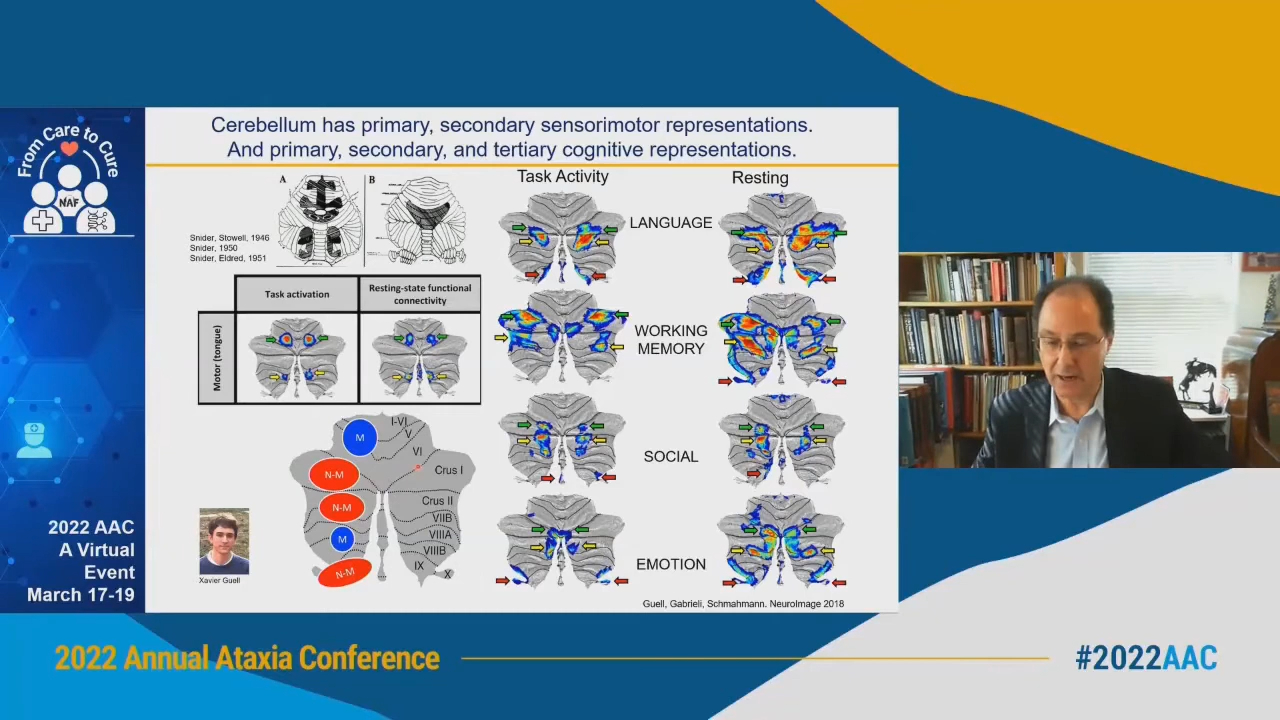 From Care to Cure
NAF
2022 AAC
A Virtual
Event
March 17-19
Cerebellum has primary, secondary sensorimotor representations.
And primary, secondary, and tertiary cognitive representations.
A
B
Snider, Stowell, 1946
Snider, 1950
Snider, Eldred, 1951
Task activation
Resting-state functional
connectivity
Motor (tongue)
M
N-M
N-M
M
N-M
I-VI
V
VI
Crus I
Crus II
VIIB
VIIIA
VIIIB
IX
X
Xavier Guell
Task Activity
Resting
LANGUAGE
WORKING
MEMORY
SOCIAL
EMOTION
Guell, Gabrieli, Schmahmann. NeuroImage 2018
2022 Annual Ataxia Conference
#2022AAC